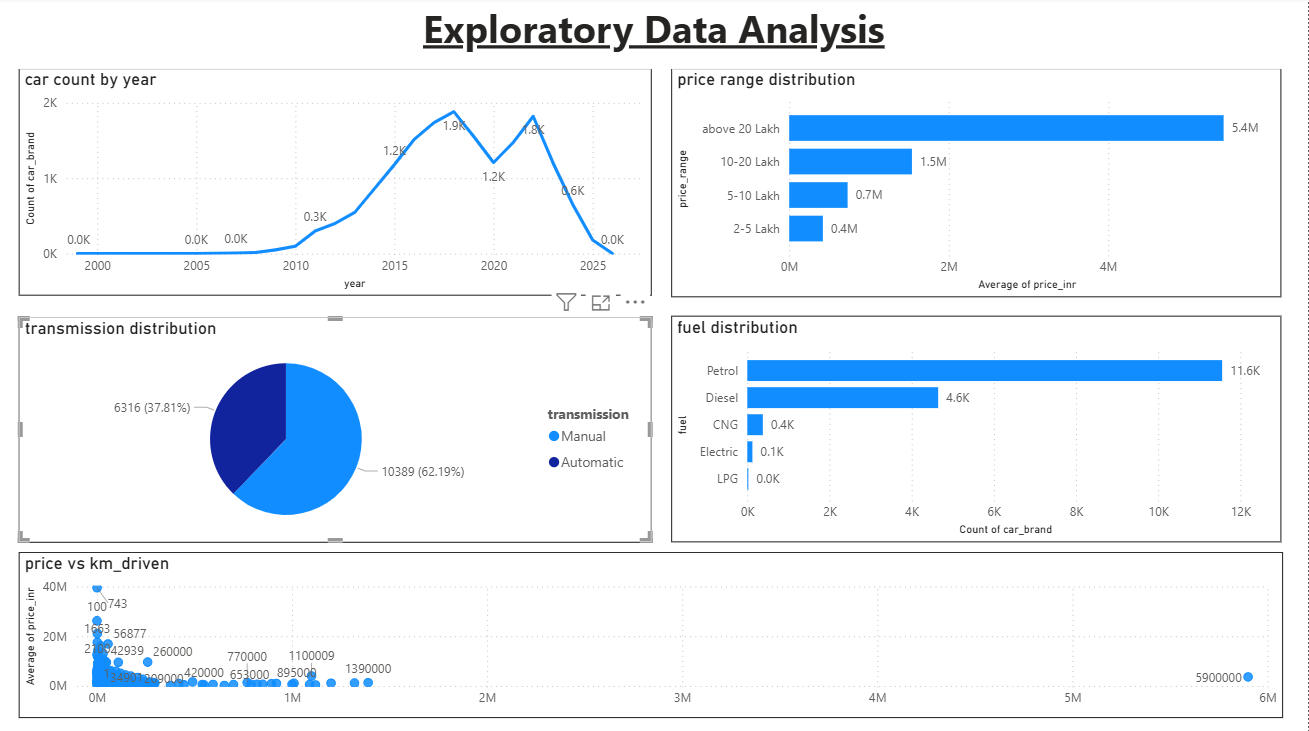 Exploratory Data Analysis
car count by year
Count of car_brand
2K
1K
0K
0.0K
0.0K
0.0K
0.3K
1.2K
1.9K
1.2K
1.8K
0.6K
0.0K
2000
2005
2010
2015
2020
2025
year
price range distribution
price_range
above 20 Lakh
5.4M
10-20 Lakh
1.5M
5-10 Lakh
0.7M
2-5 Lakh
0.4M
0M
2M
4M
Average of price_inr
transmission distribution
6316 (37.81%)
10389 (62.19%)
transmission
Manual
Automatic
fuel distribution
fuel
Petrol
11.6K
Diesel
4.6K
CNG
0.4K
Electric
0.1K
LPG
0.0K
0K
2K
4K
6K
8K
10K
12K
Count of car_brand
price vs km_driven
Average of price_inr
40M
20M
0M
100
743
1663
56877
42939
260000
209000
420000
770000
653000
895000
1100009
1390000
5900000
0M
1M
2M
3M
4M
5M
6M